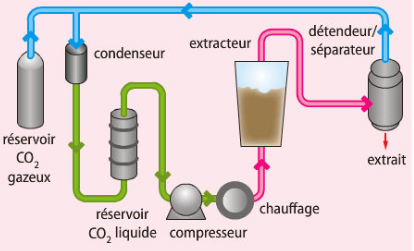 condenseur
extracteur
détendeur/
séparateur
réservoir
CO₂
gazeux
réservoir
CO₂ liquide
compresseur
chauffage
extrait